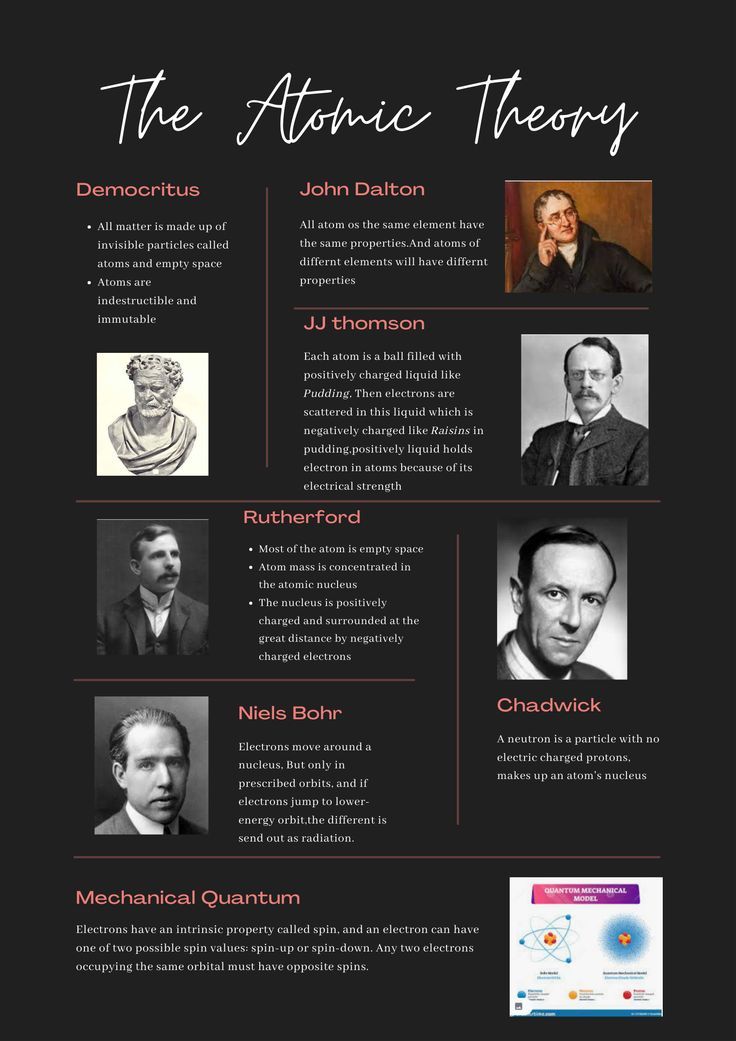 The Atomic Theory
Democritus
All matter is made up of
invisible particles called
atoms and empty space
Atoms are
indestructible and
immutable
John Dalton
All atom os the same element have
the same properties.And atoms of
differnt elements will have differnt
properties
JJ thomson
Each atom is a ball filled with
positively charged liquid like
Pudding. Then electrons are
scattered in this liquid which is
negatively charged like Raisins in
pudding,positively liquid holds
electron in atoms because of its
electrical strength
Rutherford
Most of the atom is empty space
Atom mass is concentrated in
the atomic nucleus
The nucleus is positively
charged and surrounded at the
great distance by negatively
charged electrons
Chadwick
A neutron is a particle with no
electric charged protons,
makes up an atom's nucleus
Niels Bohr
Electrons move around a
nucleus, But only in
prescribed orbits, and if
electrons jump to lower-
energy orbit,the different is
send out as radiation.
Mechanical Quantum
Electrons have an intrinsic property called spin, and an electron can have
one of two possible spin values: spin-up or spin-down. Any two electrons
occupying the same orbital must have opposite spins.
QUANTUM MECHANICAL
MODEL
Bohr Model
Quantum Mechanical Model